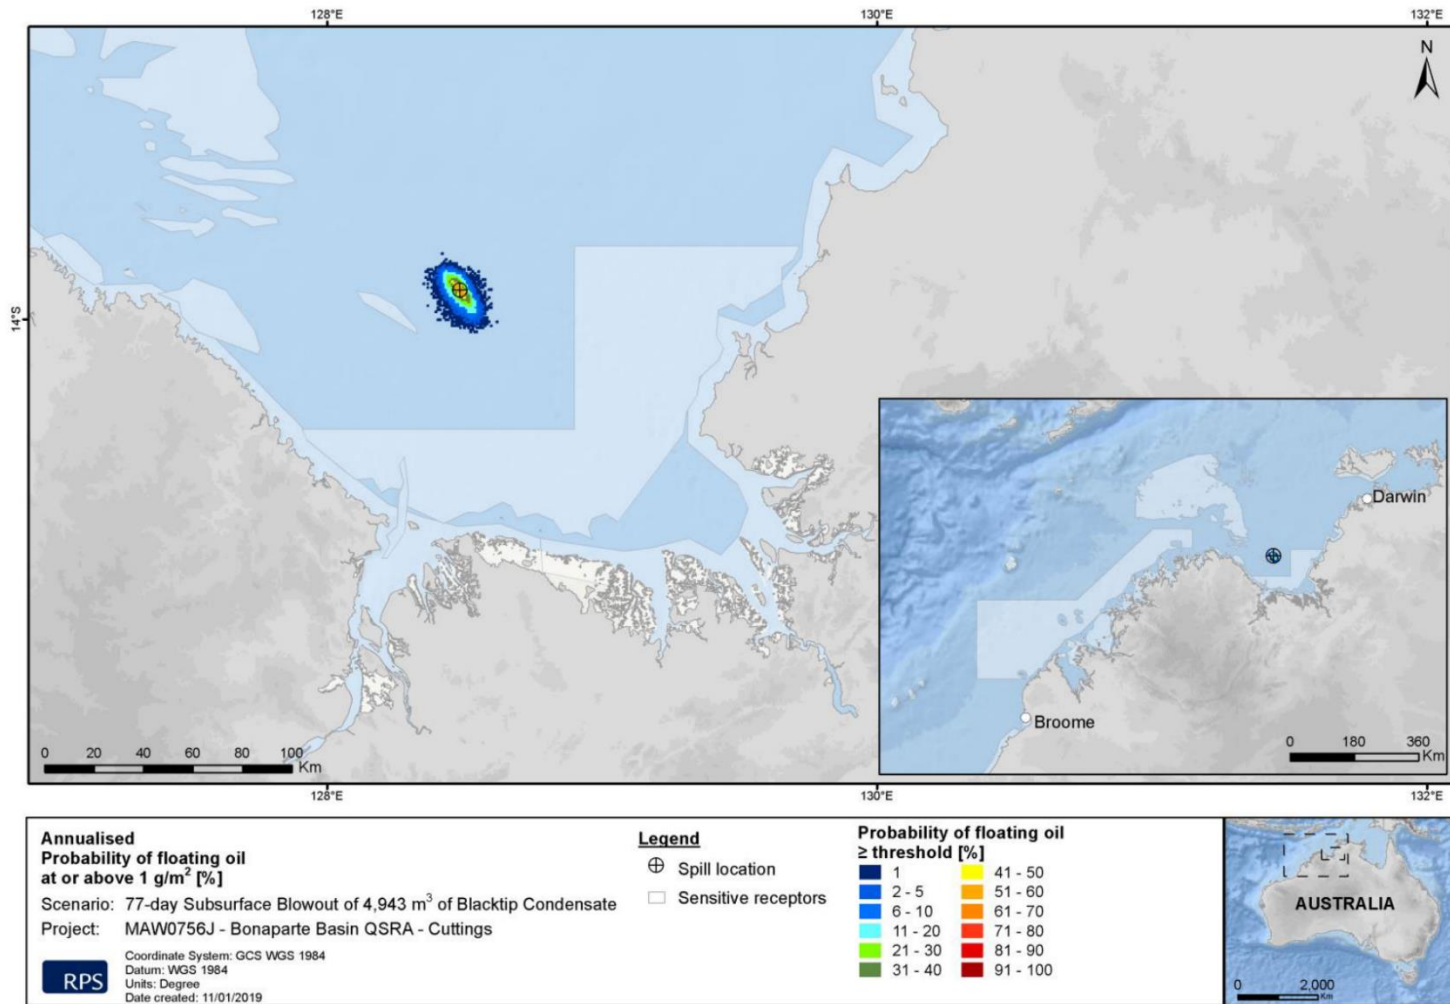 128°E 130°E 132°E
N
14°S
Darwin
Broome
0 180 360
Km
0 20 40 60 80 100
Km
128°E 130°E 132°E
Annualised
Probability of floating oil
at or above 1 g/m² [%]
Scenario: 77-day Subsurface Blowout of 4,943 m³ of Blacktip Condensate
Project: MAW0756J - Bonaparte Basin QSRA - Cuttings
RPS
Coordinate System: GCS WGS 1984
Datum: WGS 1984
Units: Degree
Date created: 11/01/2019
Legend
Spill location
Sensitive receptors
Probability of floating oil
≥ threshold [%]
1
2 - 5
6 - 10
11 - 20
21 - 30
31 - 40
41 - 50
51 - 60
61 - 70
71 - 80
81 - 90
91 - 100
AUSTRALIA
0 2,000
Km